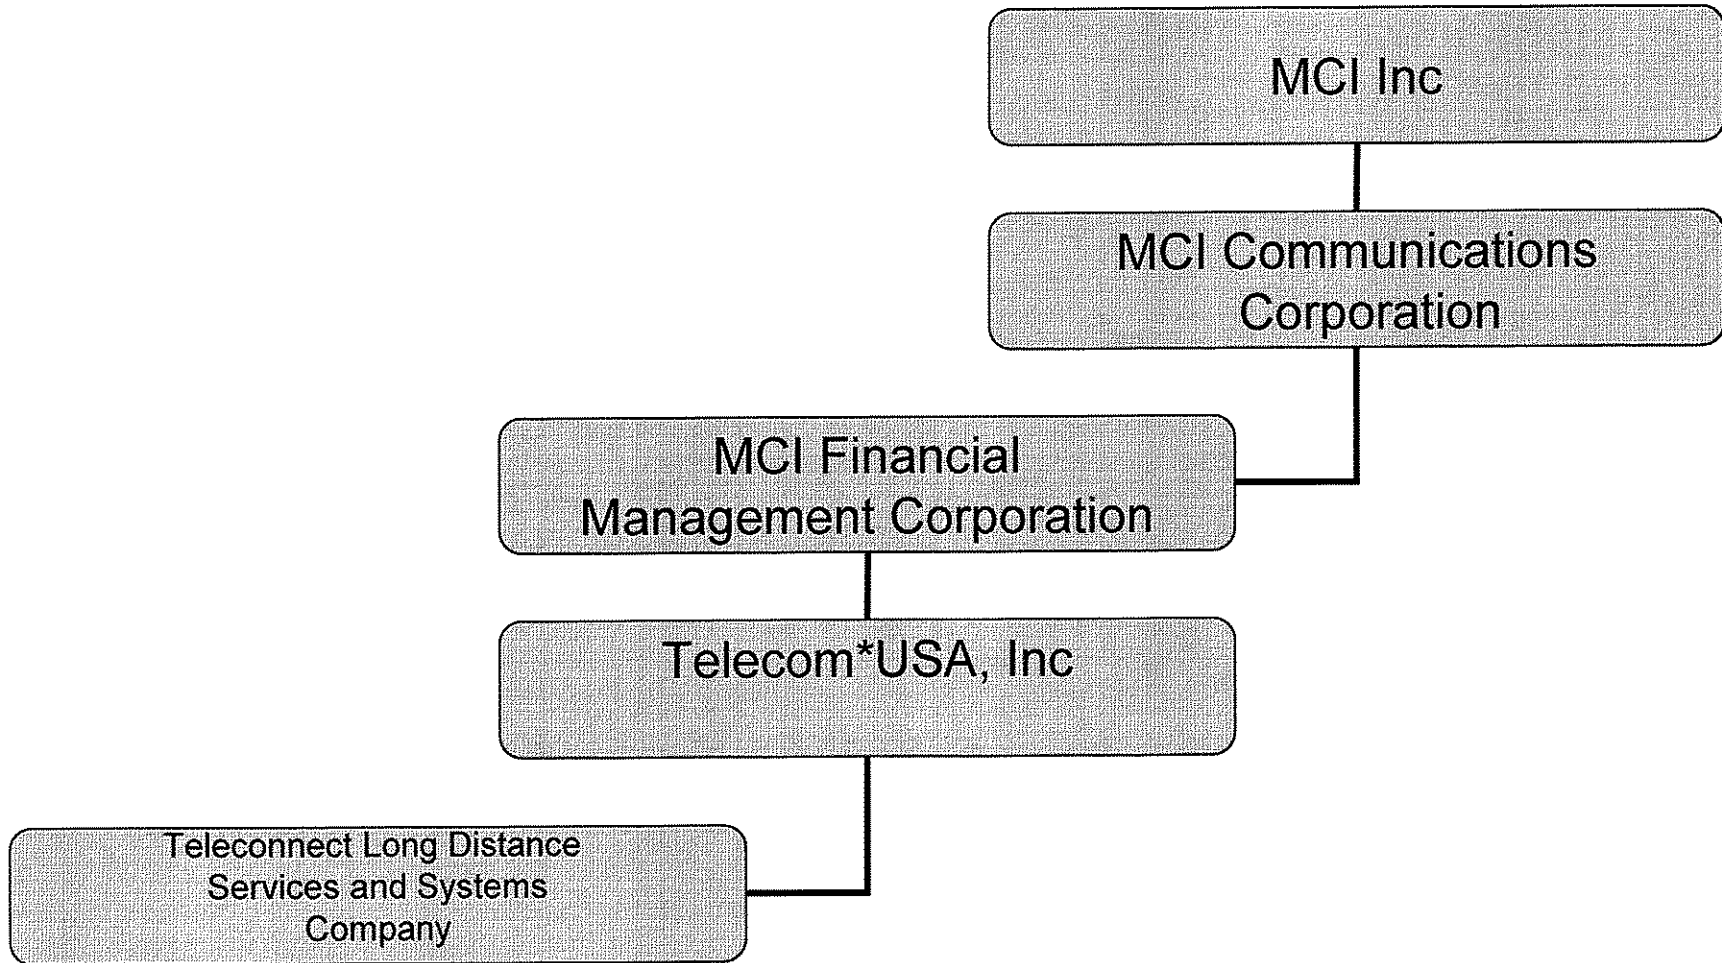 MCI Inc
MCI Communications
Corporation
MCI Financial
Management Corporation
Telecom*USA, Inc
Teleconnect Long Distance
Services and Systems
Company